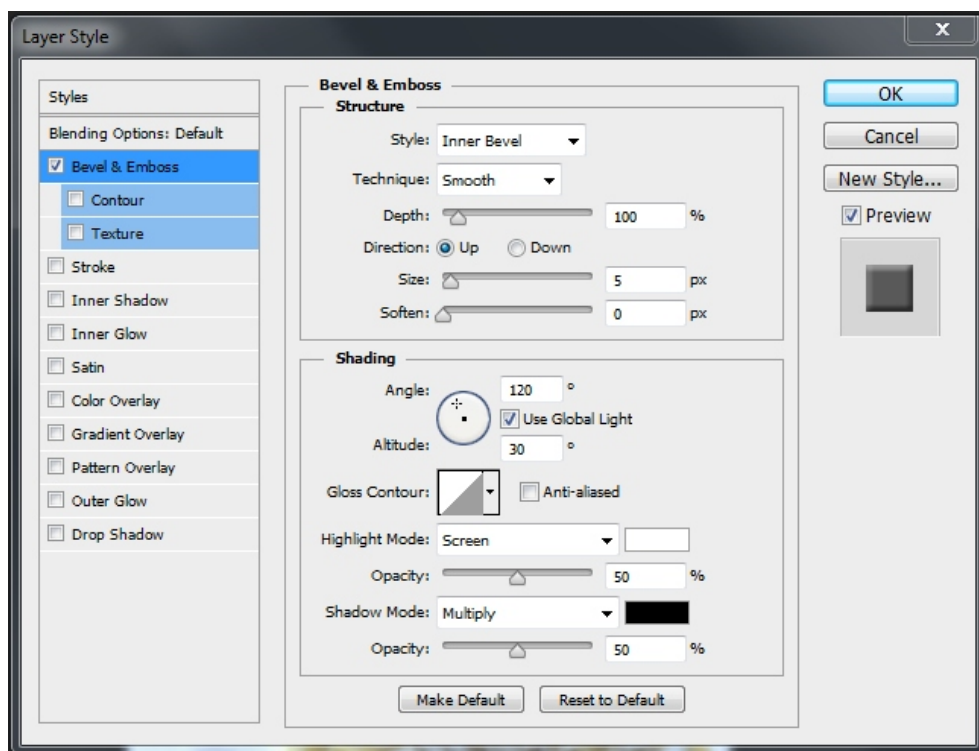 Layer Style
x
Styles
Blending Options: Default
Bevel & Emboss
Contour
Texture
Stroke
Inner Shadow
Inner Glow
Satin
Color Overlay
Gradient Overlay
Pattern Overlay
Outer Glow
Drop Shadow
Bevel & Emboss
Structure
Style: Inner Bevel
Technique: Smooth
Depth: 100 %
Direction: Up Down
Size: 5 px
Soften: 0 px
Shading
Angle: 120 °
Use Global Light
Altitude: 30 °
Gloss Contour: Anti-aliased
Highlight Mode: Screen
Opacity: 50 %
Shadow Mode: Multiply
Opacity: 50 %
Make Default Reset to Default
OK
Cancel
New Style...
Preview